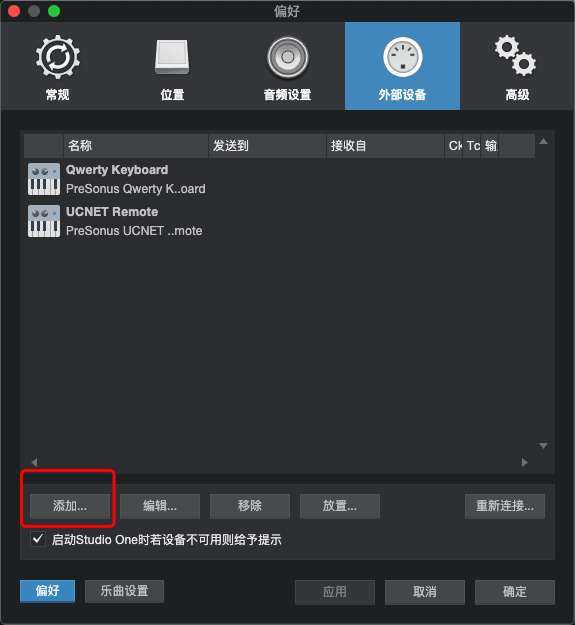 偏好
常规
位置
音频设置
外部设备
高级
名称 发送到 接收自 Ck Tc 输
Qwerty Keyboard
PreSonus Qwerty K..oard
UCNET Remote
PreSonus UCNET ..mote
添加... 编辑... 移除 放置... 重新连接...
启动Studio One时若设备不可用则给予提示
偏好 乐曲设置 应用 取消 确定